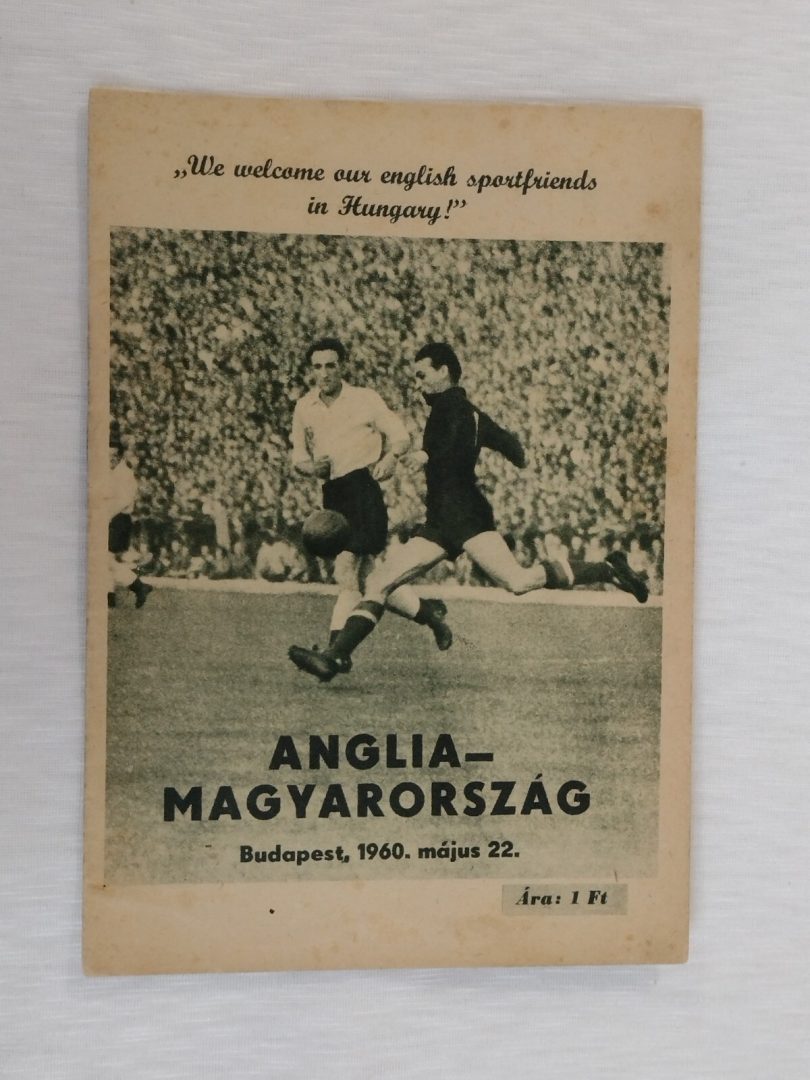 „We welcome our english sportfriends
in Hungary!”
ANGLIA–
MAGYARORSZÁG
Budapest, 1960. május 22.
Ára: 1 Ft